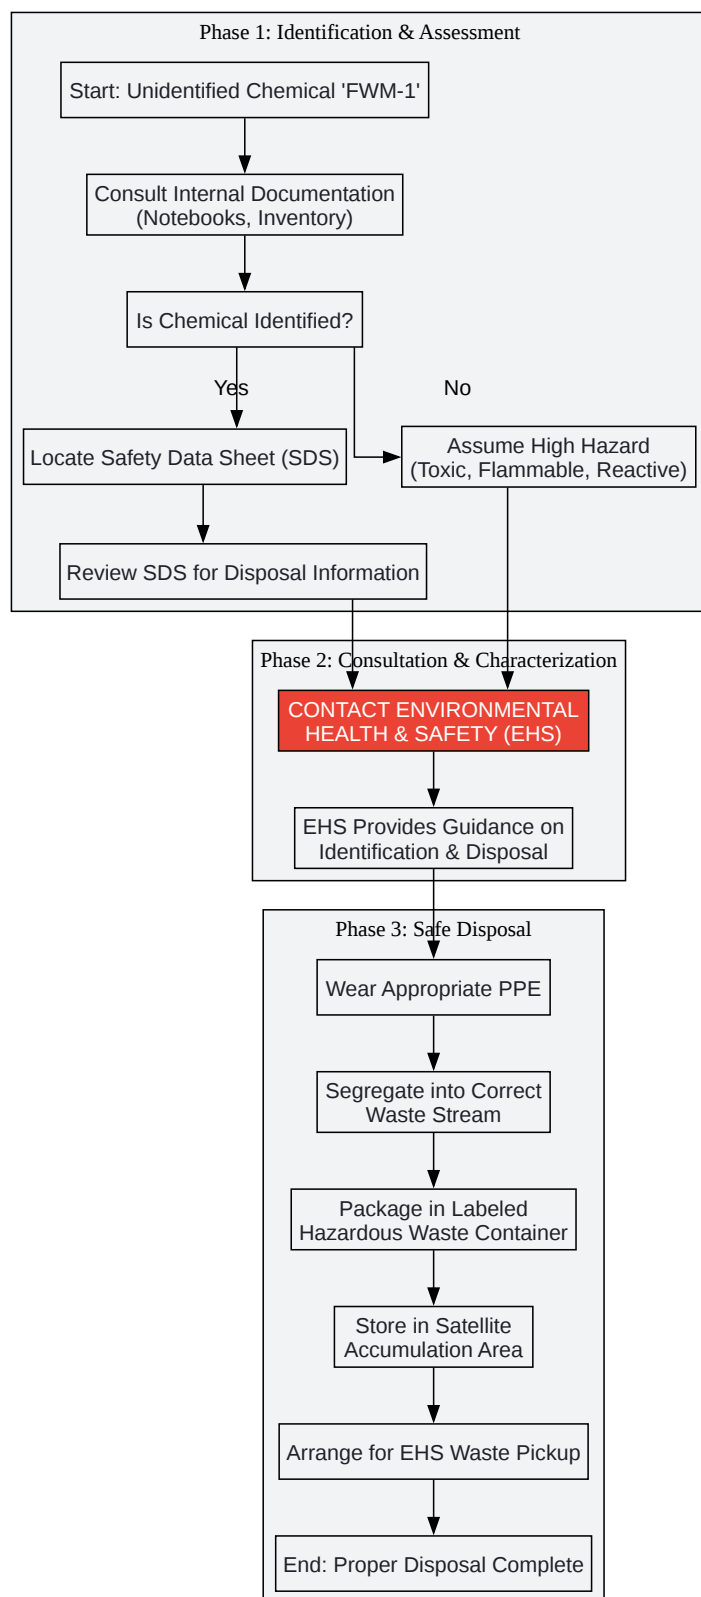 Phase 1: Identification & Assessment
Start: Unidentified Chemical 'FWM-1'
Consult Internal Documentation
(Notebooks, Inventory)
Is Chemical Identified?
Yes
No
Locate Safety Data Sheet (SDS)
Assume High Hazard
(Toxic, Flammable, Reactive)
Review SDS for Disposal Information
Phase 2: Consultation & Characterization
CONTACT ENVIRONMENTAL
HEALTH & SAFETY (EHS)
EHS Provides Guidance on
Identification & Disposal
Phase 3: Safe Disposal
Wear Appropriate PPE
Segregate into Correct
Waste Stream
Package in Labeled
Hazardous Waste Container
Store in Satellite
Accumulation Area
Arrange for EHS Waste Pickup
End: Proper Disposal Complete